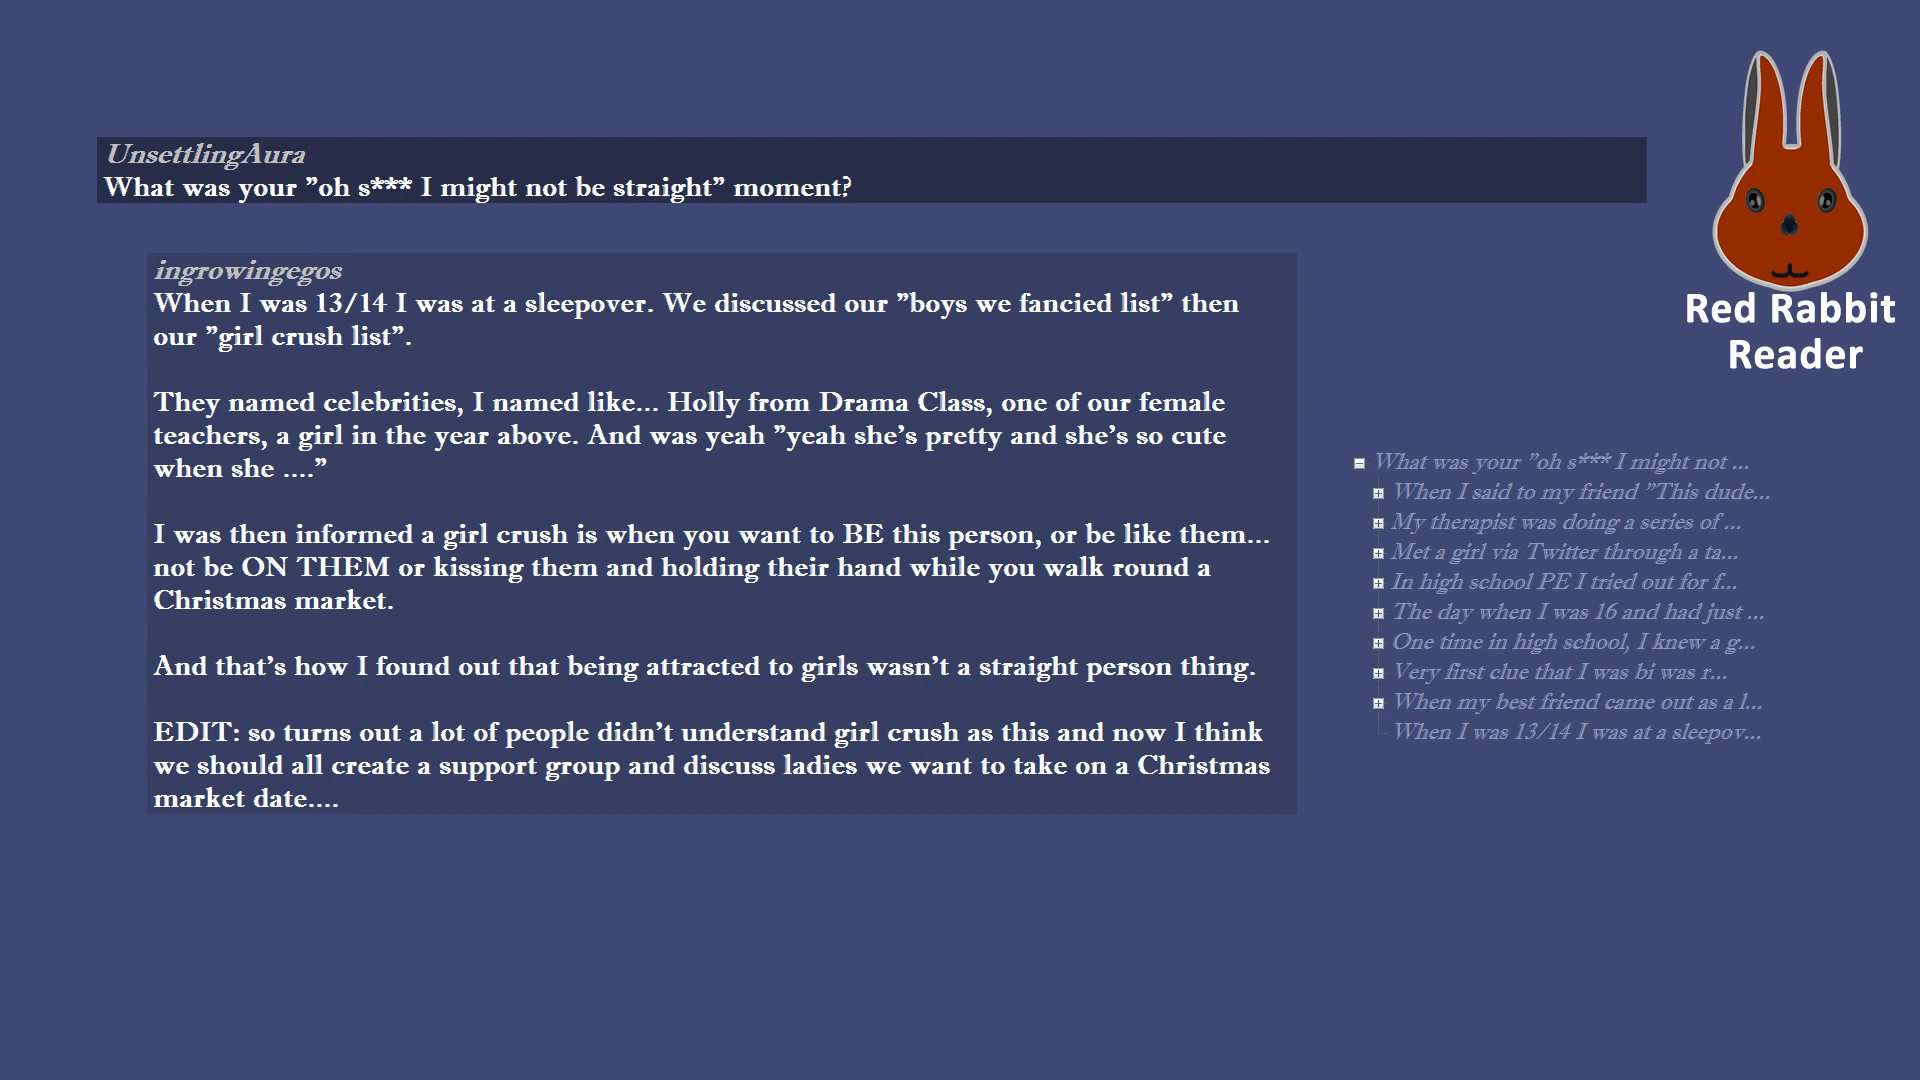 UnsettlingAura
What was your "oh s*** I might not be straight" moment?
ingrowingegos
When I was 13/14 I was at a sleepover. We discussed our "boys we fancied list" then
our "girl crush list".
They named celebrities, I named like... Holly from Drama Class, one of our female
teachers, a girl in the year above. And was yeah "yeah she's pretty and she's so cute
when she ...."
I was then informed a girl crush is when you want to BE this person, or be like them...
not be ON THEM or kissing them and holding their hand while you walk round a
Christmas market.
And that's how I found out that being attracted to girls wasn't a straight person thing.
EDIT: so turns out a lot of people didn't understand girl crush as this and now I think
we should all create a support group and discuss ladies we want to take on a Christmas
market date....
Red Rabbit
Reader
What was your "oh s*** I might not ...
When I said to my friend "This dude...
My therapist was doing a series of ...
Met a girl via Twitter through a ta...
In high school PE I tried out for f...
The day when I was 16 and had just ...
One time in high school, I knew a g...
Very first clue that I was bi was r...
When my best friend came out as a l...
When I was 13/14 I was at a sleepov...